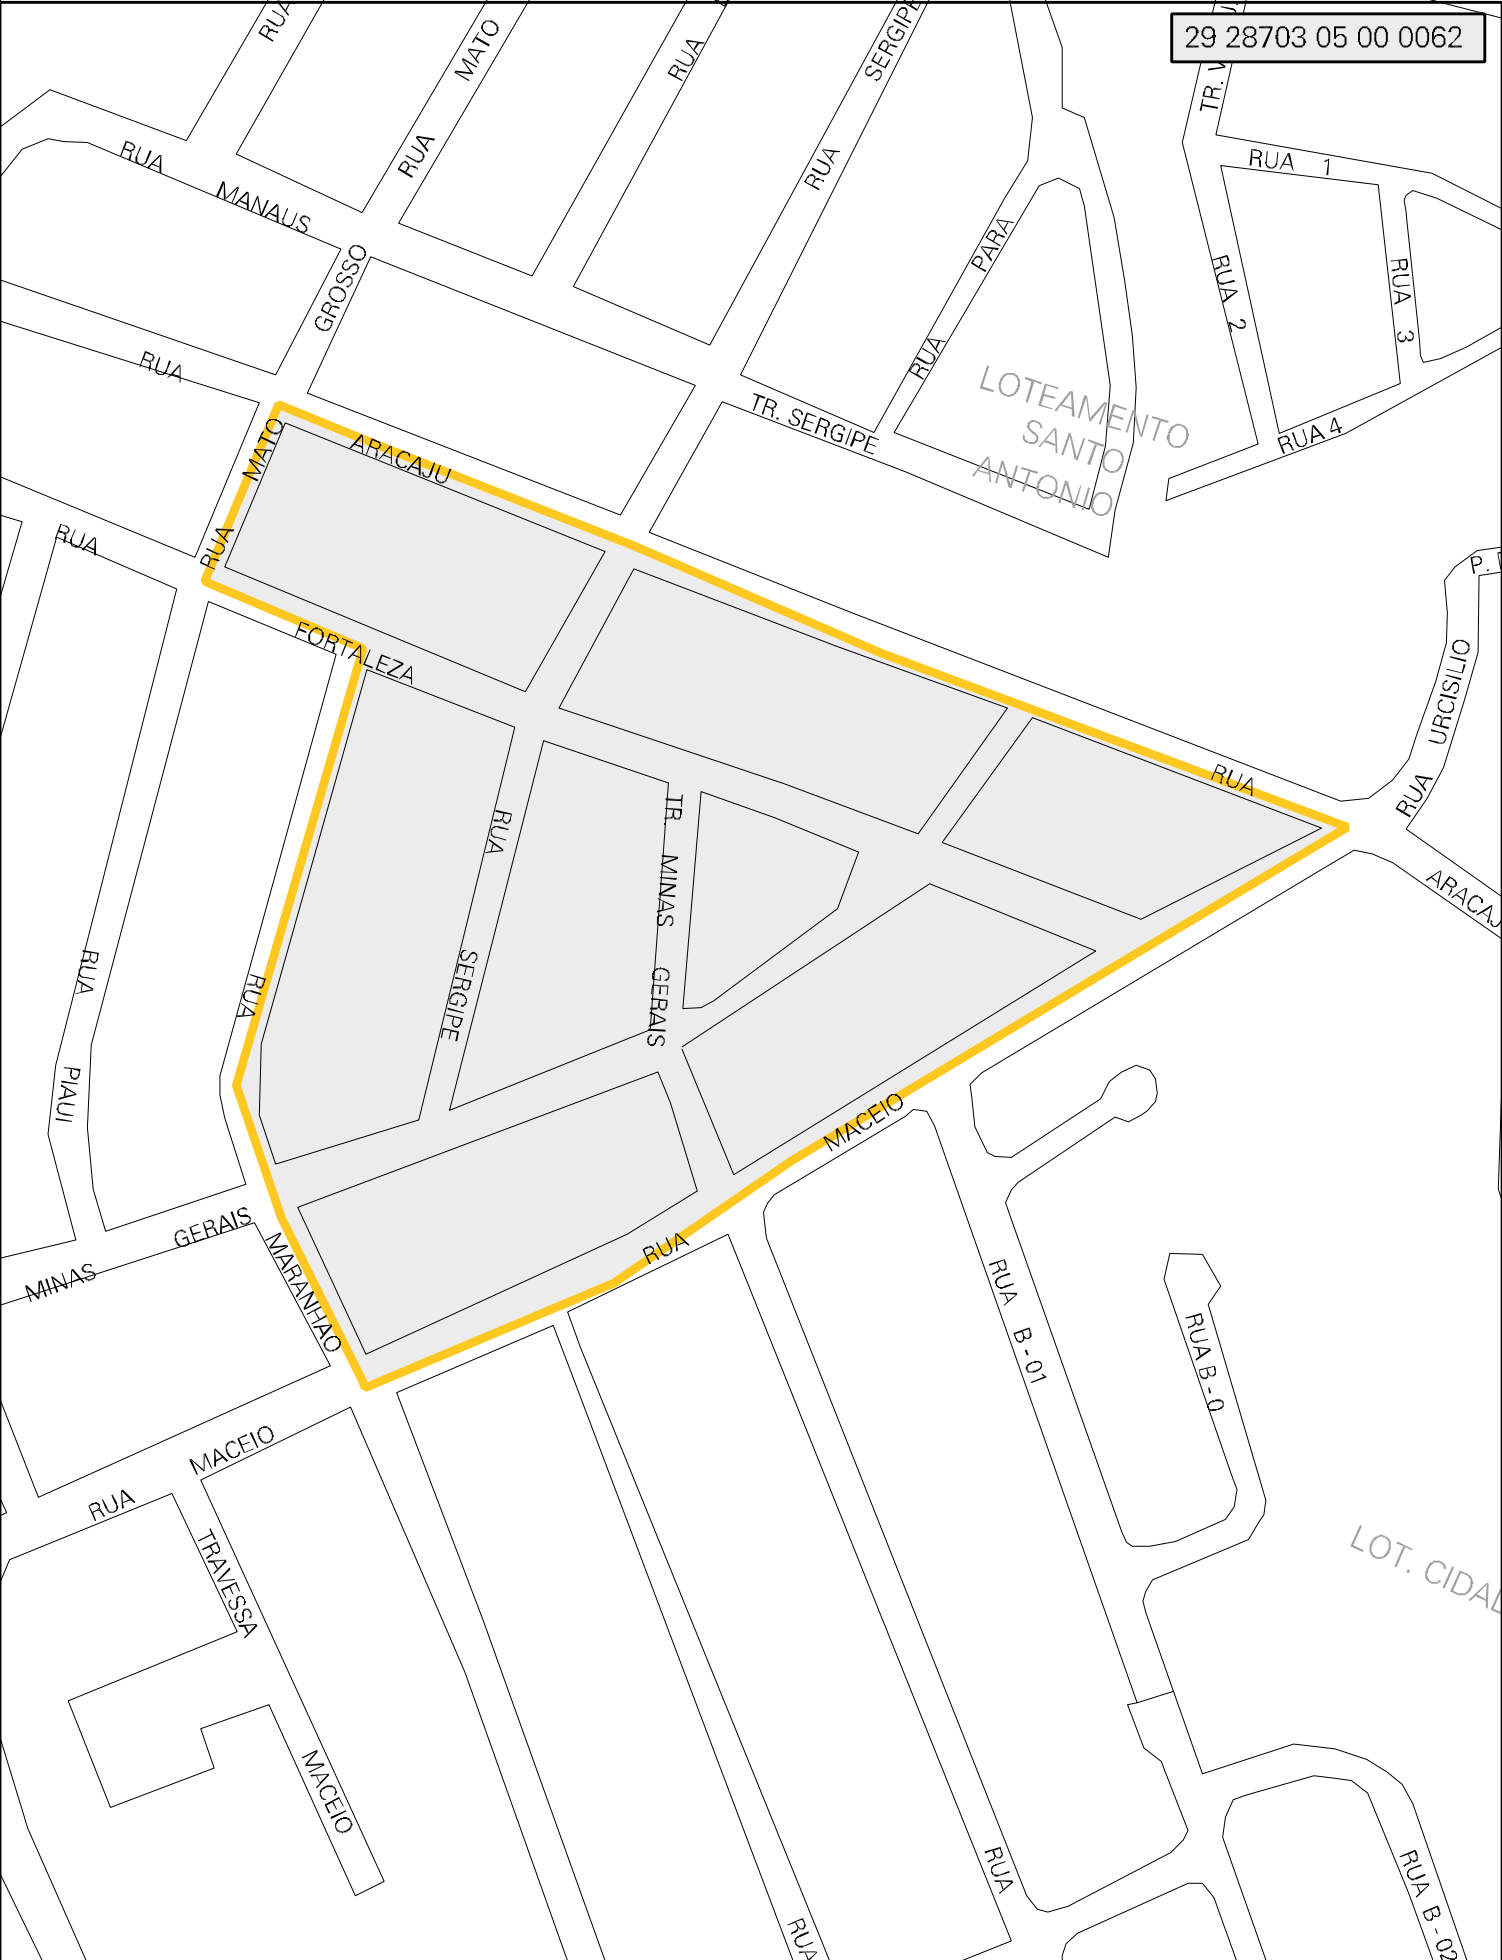 29 28703 05 00 0062
RUA
MATO
RUA
RUA
SERGIPE
RUA
TR.
RUA 1
RUA
MANAUS
RUA
GROSSO
RUA
PARA
RUA
RUA 2
RUA 3
RUA 4
TR. SERGIPE
LOTEAMENTO
SANTO
ANTONIO
RUA
MATO
ARACAJU
RUA
RUA
FORTALEZA
P.
RUA URCISILIO
RUA
ARACAJ
RUA
SERGIPE
TR. MINAS GERAIS
RUA
PIAUI
RUA
MARANHAO
MINAS GERAIS
RUA MACEIO
RUA MACEIO
TRAVESSA
MACEIO
RUA B - 01
RUA B - 0
LOT. CIDAD
RUA
RUA
RUA B - 02